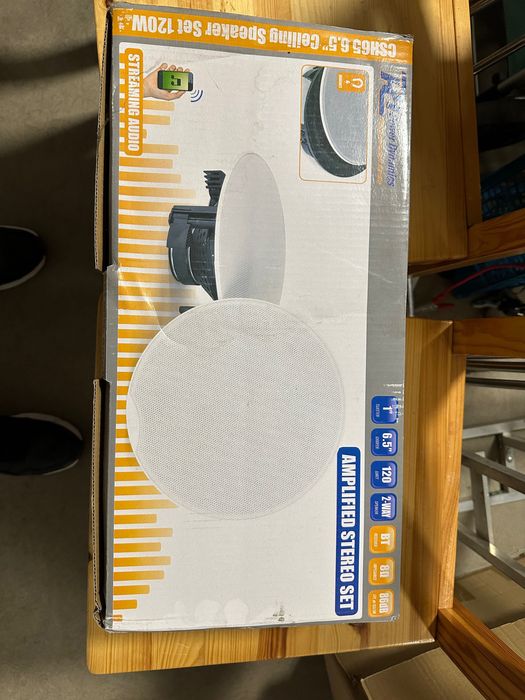 CSH65 6.5" Ceiling Speaker Set 120W
STREAMING AUDIO
AMPLIFIED STEREO SET
1"
6.5"
120
2-WAY
BT
8Ω
86dB